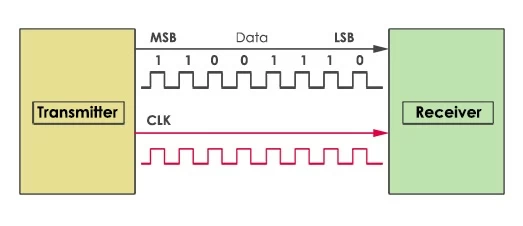 MSB Data LSB
1 1 0 0 1 1 1 0
Transmitter
Receiver
CLK